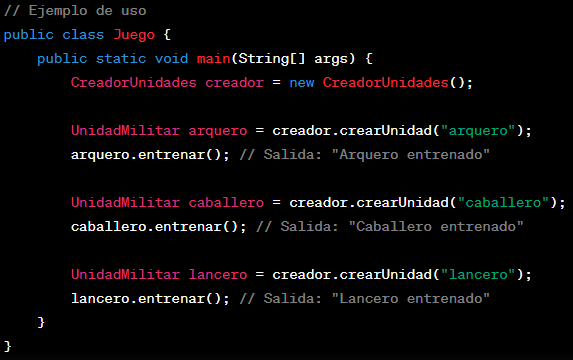 // Ejemplo de uso
public class Juego {
    public static void main(String[] args) {
        CreadorUnidades creador = new CreadorUnidades();
        UnidadMilitar arquero = creador.crearUnidad("arquero");
        arquero.entrenar(); // Salida: "Arquero entrenado"
        UnidadMilitar caballero = creador.crearUnidad("caballero");
        caballero.entrenar(); // Salida: "Caballero entrenado"
        UnidadMilitar lancero = creador.crearUnidad("lancero");
        lancero.entrenar(); // Salida: "Lancero entrenado"
    }
}